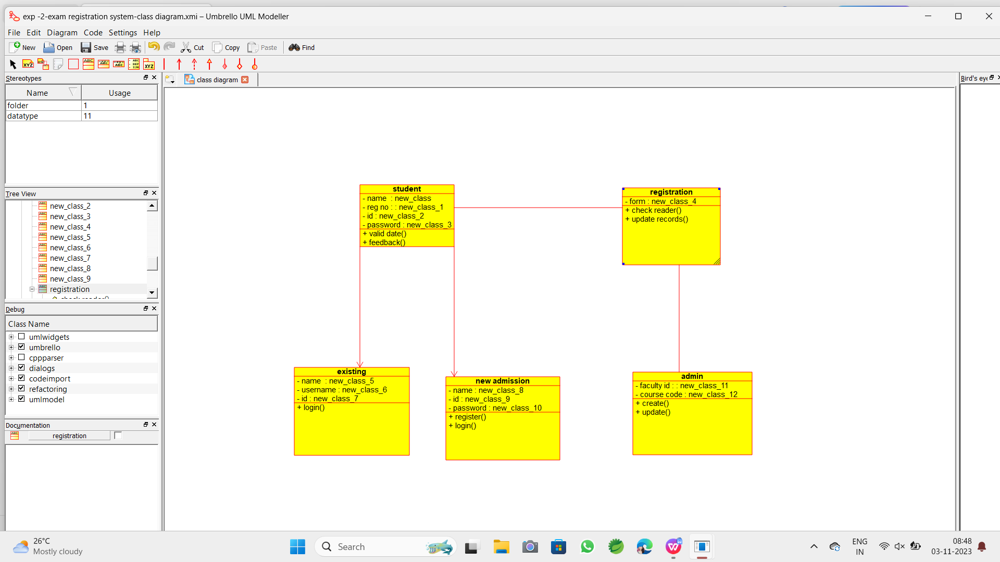 exp -2-exam registration system-class diagram.xmi – Umbrello UML Modeller
File Edit Diagram Code Settings Help
New Open Save Cut Copy Paste Find
Stereotypes
Name Usage
folder 1
datatype 11
Tree View
new_class_2
new_class_3
new_class_4
new_class_5
new_class_6
new_class_7
new_class_8
new_class_9
registration
check reader()
Debug
Class Name
umlwidgets
umbrello
cppparser
dialogs
codeimport
refactoring
umlmodel
Documentation
registration
class diagram
Bird's eye
student
- name : new_class
- reg no : : new_class_1
- id : new_class_2
- password : new_class_3
+ valid date()
+ feedback()
registration
- form : new_class_4
+ check reader()
+ update records()
existing
- name : new_class_5
- username : new_class_6
- id : new_class_7
+ login()
new admission
- name : new_class_8
- id : new_class_9
- password : new_class_10
+ register()
+ login()
admin
- faculty id : : new_class_11
- course code : new_class_12
+ create()
+ update()
26°C
Mostly cloudy
Search
ENG
IN
08:48
03-11-2023